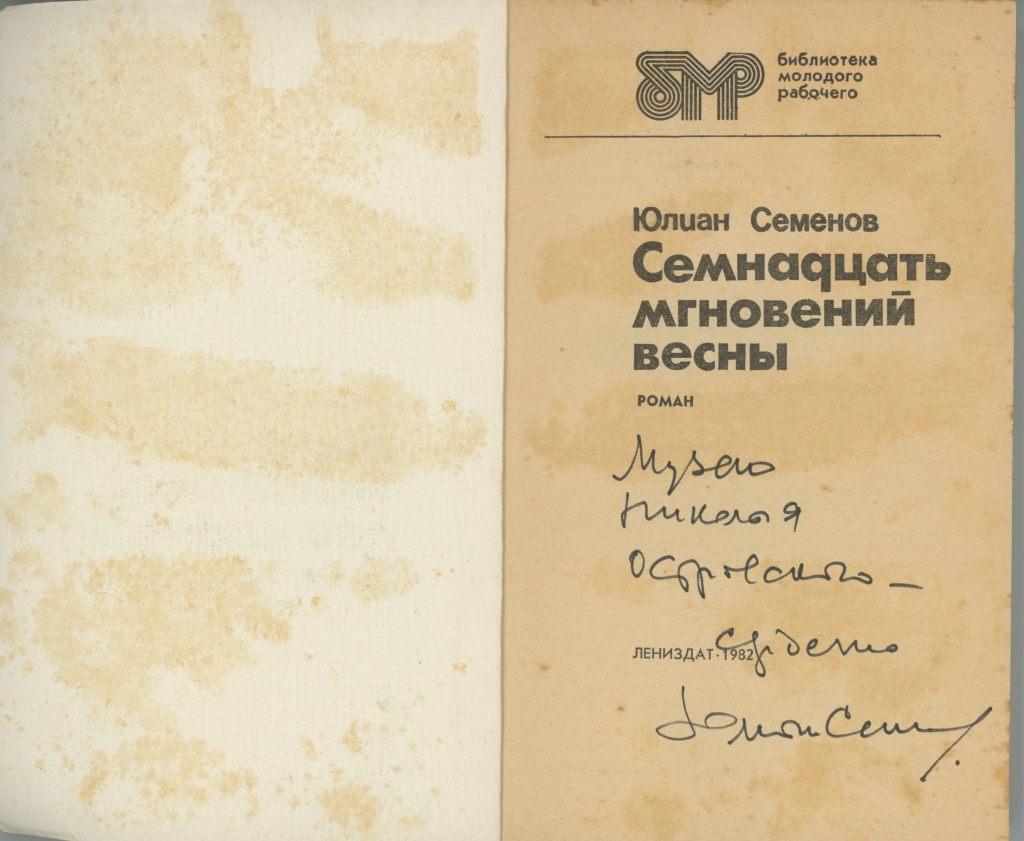 БМР
библиотека
молодого
рабочего
Юлиан Семенов
Семнадцать
мгновений
весны
РОМАН
Музею
Николая
Островского –
сердечно
ЛЕНИЗДАТ·1982
Юлиан Семенов